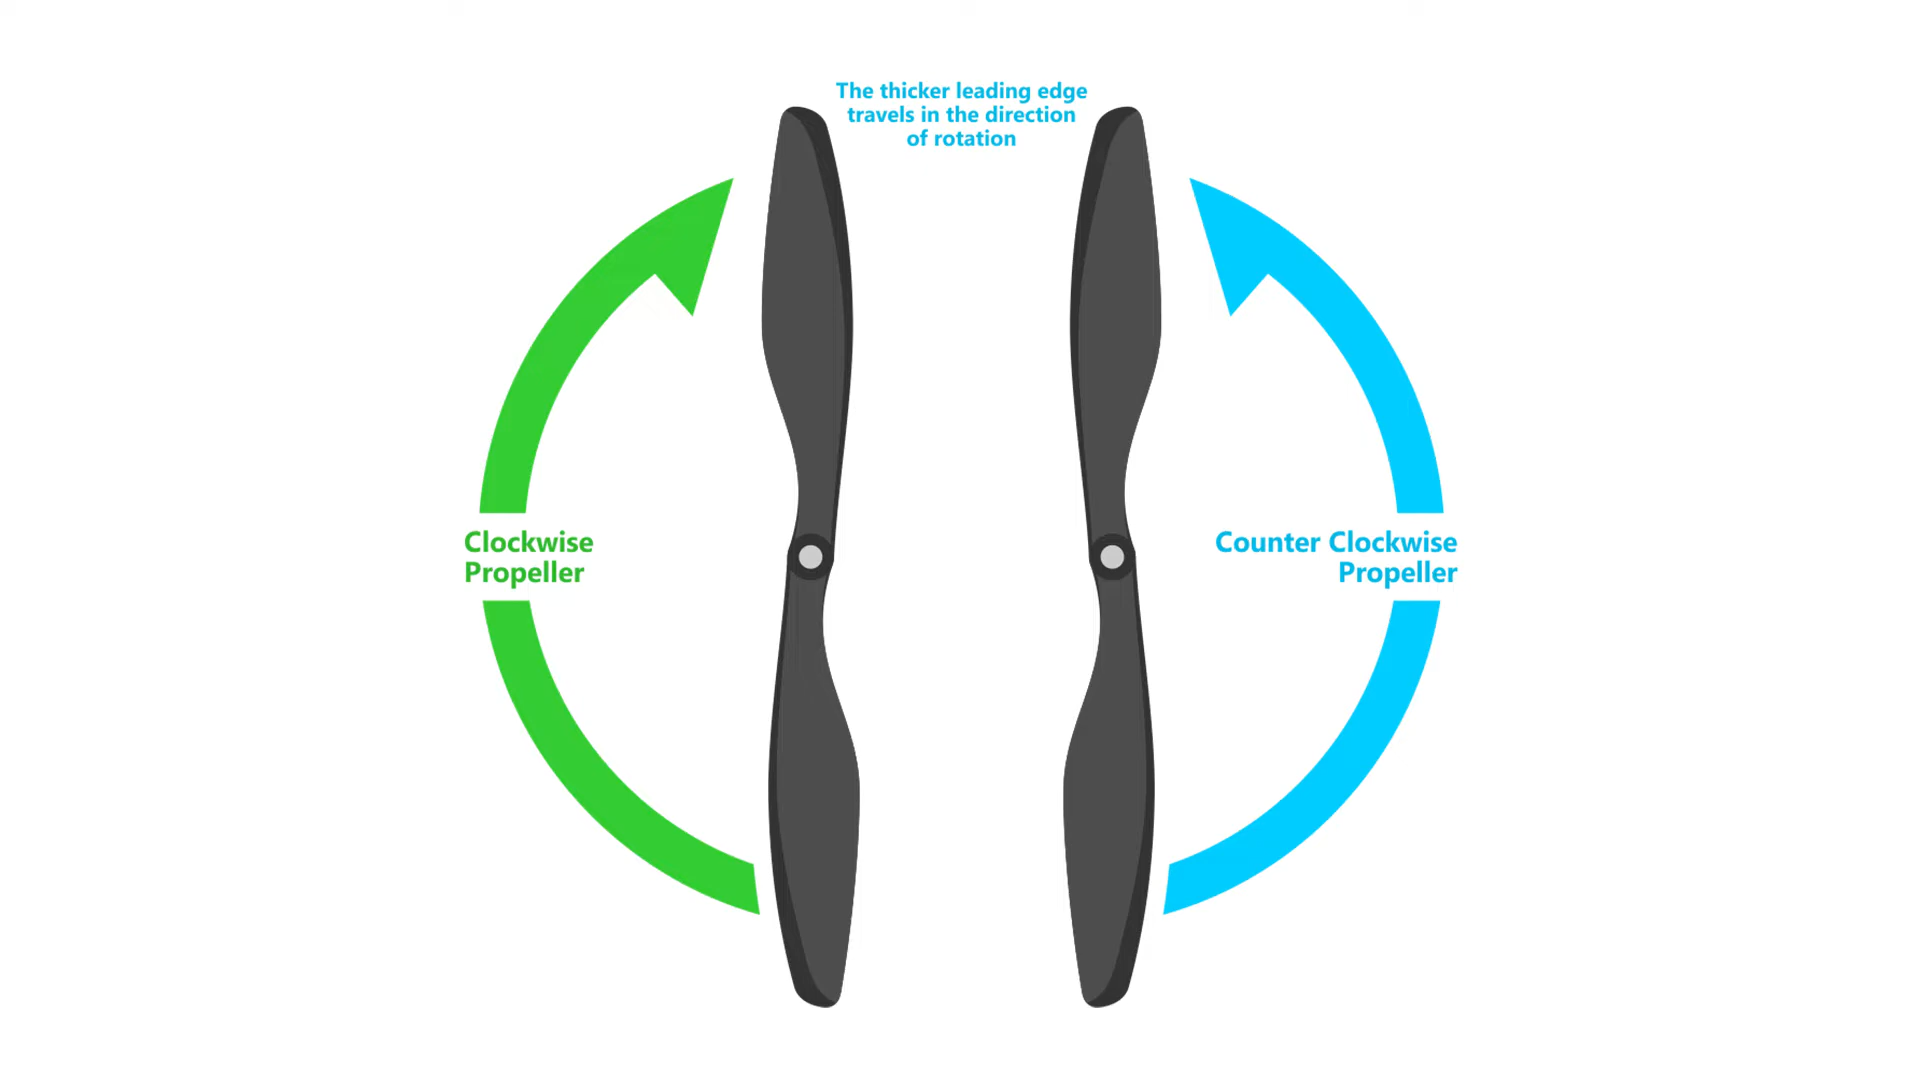 The thicker leading edge
travels in the direction
of rotation
Clockwise
Propeller
Counter Clockwise
Propeller